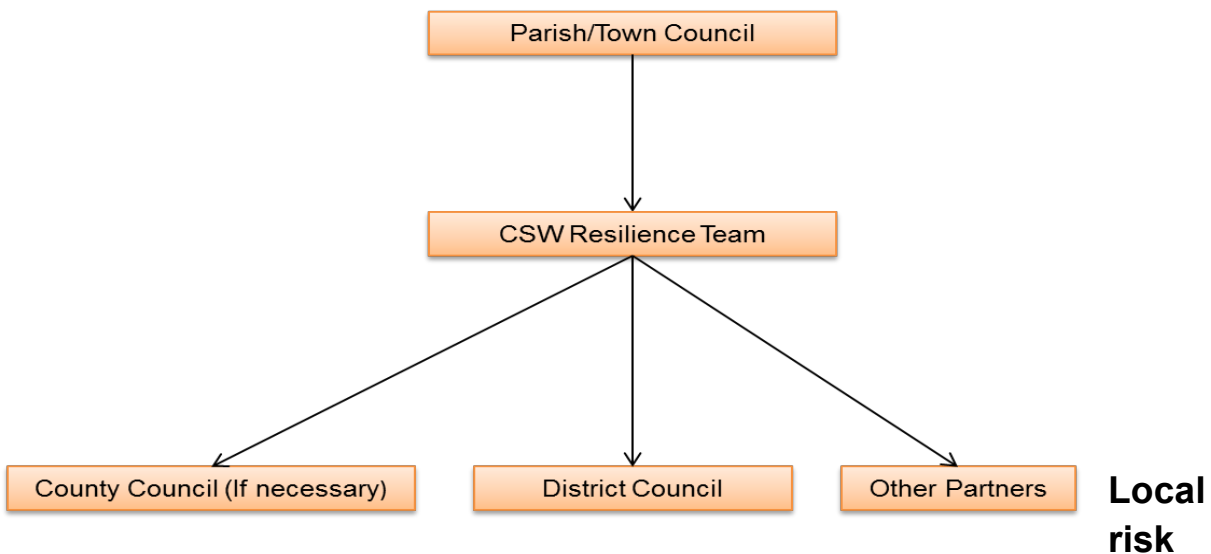 Parish/Town Council
CSW Resilience Team
County Council (If necessary)
District Council
Other Partners
Local
risk